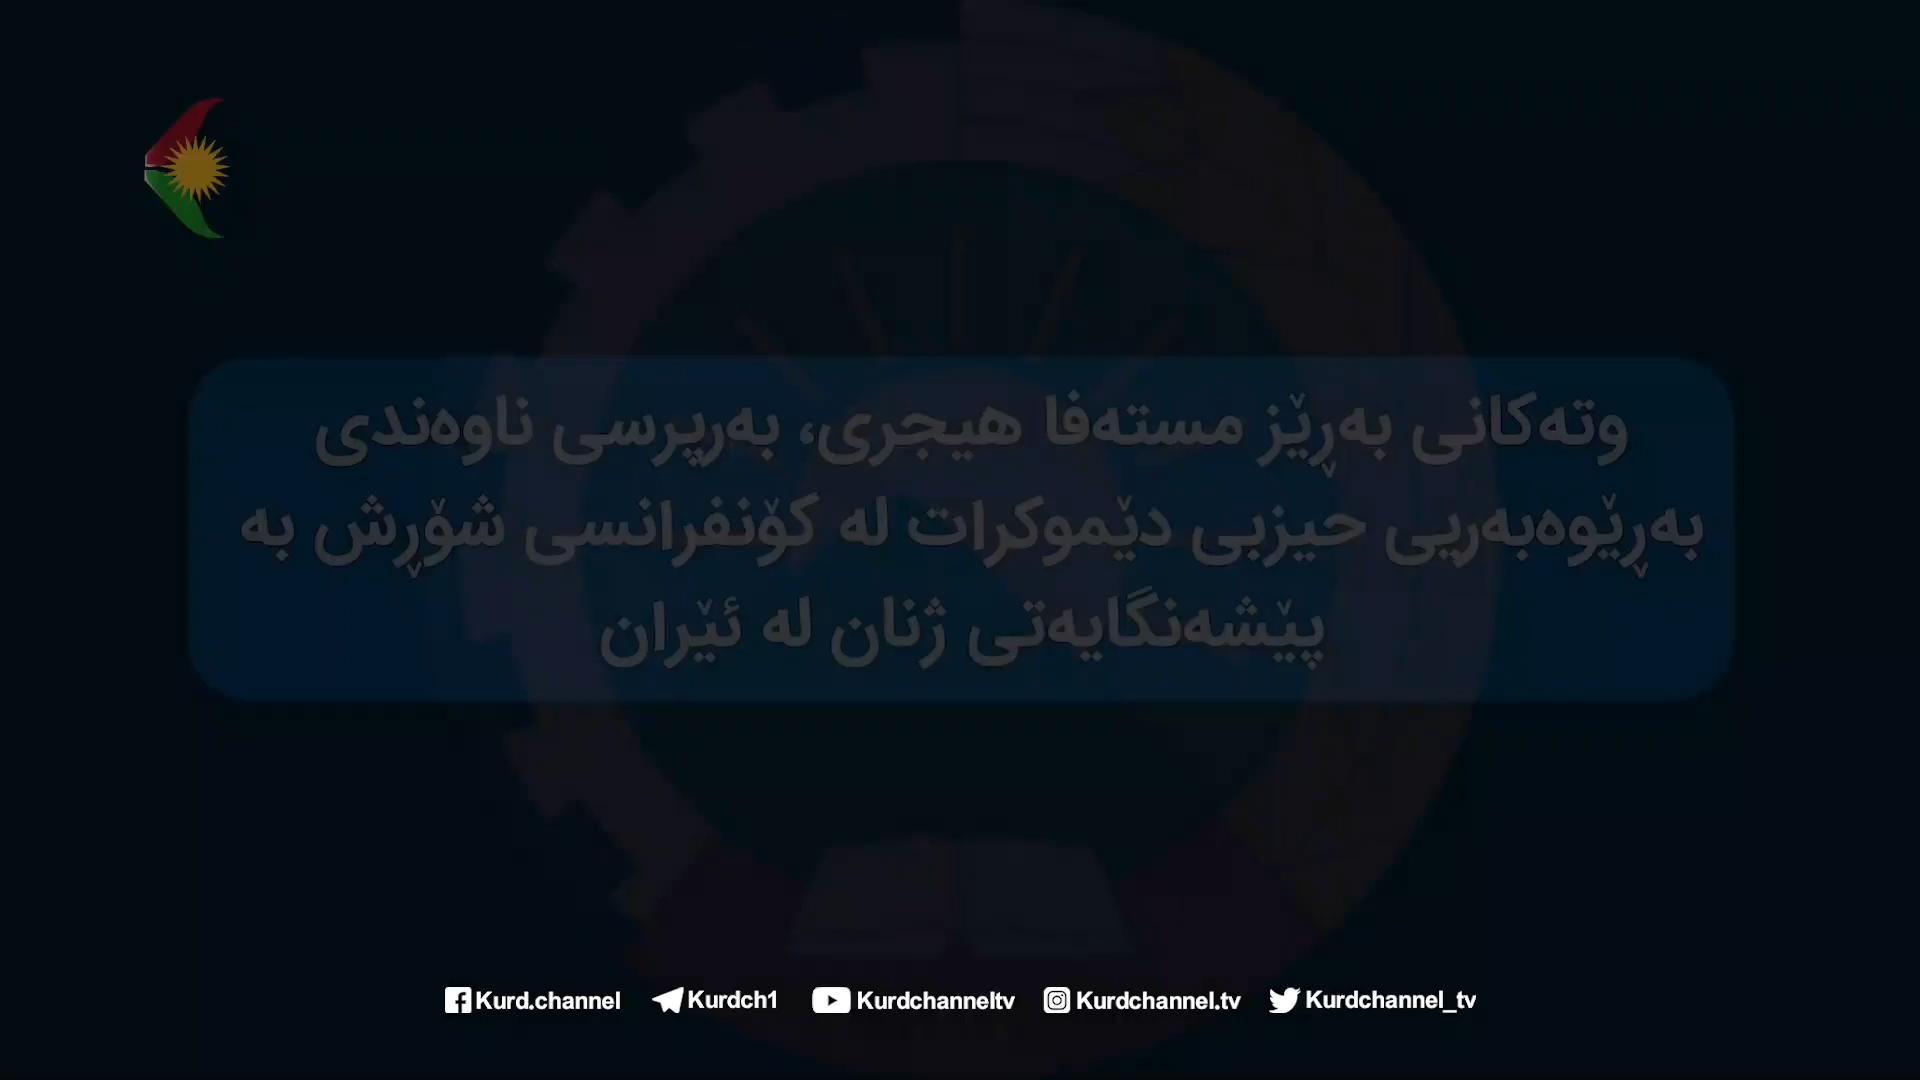 وتەکانی بەڕێز مستەفا هیجری، بەرپرسی ناوەندی
بەڕێوەبەریی حیزبی دێموکرات لە کۆنفرانسی شۆڕش بە
پێشەنگایەتی ژنان لە ئێران
Kurd.channel Kurdch1 Kurdchanneltv Kurdchannel.tv Kurdchannel_tv